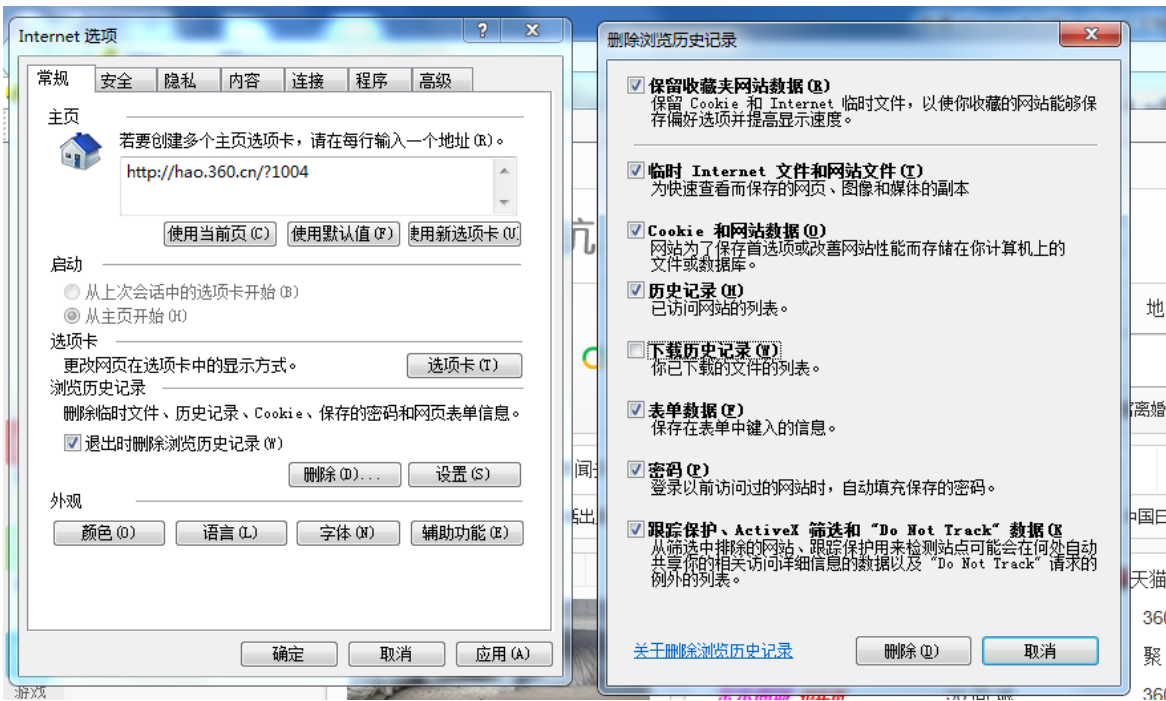 Internet 选项
常规 安全 隐私 内容 连接 程序 高级
主页
若要创建多个主页选项卡，请在每行输入一个地址(R)。
http://hao.360.cn/?1004
使用当前页(C) 使用默认值(F) 使用新选项卡(U)
启动
从上次会话中的选项卡开始(B)
从主页开始(H)
选项卡
更改网页在选项卡中的显示方式。 选项卡(T)
浏览历史记录
删除临时文件、历史记录、Cookie、保存的密码和网页表单信息。
退出时删除浏览历史记录(W)
删除(D)... 设置(S)
外观
颜色(O) 语言(L) 字体(N) 辅助功能(E)
确定 取消 应用(A)
游戏
删除浏览历史记录
保留收藏夹网站数据(R)
保留 Cookie 和 Internet 临时文件，以使你收藏的网站能够保
存偏好选项并提高显示速度。
临时 Internet 文件和网站文件(T)
为快速查看而保存的网页、图像和媒体的副本
Cookie 和网站数据(O)
网站为了保存首选项或改善网站性能而存储在你计算机上的
文件或数据库。
历史记录(H)
已访问网站的列表。
下载历史记录(W)
你已下载的文件的列表。
表单数据(F)
保存在表单中键入的信息。
密码(P)
登录以前访问过的网站时，自动填充保存的密码。
跟踪保护、ActiveX 筛选和 “Do Not Track” 数据(K
从筛选中排除的网站、跟踪保护用来检测站点可能会在何处自动
共享你的相关访问详细信息的数据以及 “Do Not Track” 请求的
例外的列表。
关于删除浏览历史记录 删除(D) 取消
地
离婚
中国日
天猫
360
聚
360